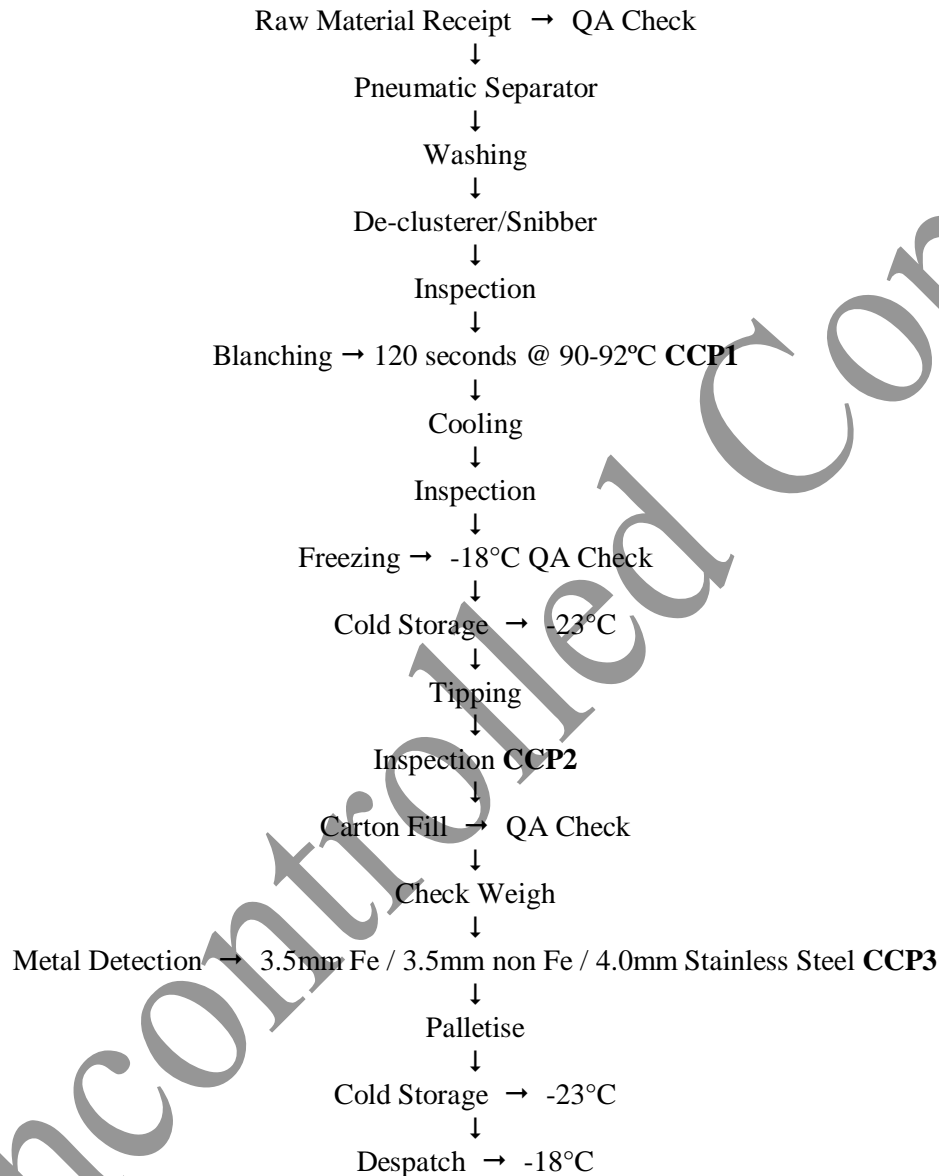 Raw Material Receipt → QA Check
↓
Pneumatic Separator
↓
Washing
↓
De-clusterer/Snibber
↓
Inspection
↓
Blanching → 120 seconds @ 90-92ºC CCP1
↓
Cooling
↓
Inspection
↓
Freezing → -18°C QA Check
↓
Cold Storage → -23°C
↓
Tipping
↓
Inspection CCP2
↓
Carton Fill → QA Check
↓
Check Weigh
↓
Metal Detection → 3.5mm Fe / 3.5mm non Fe / 4.0mm Stainless Steel CCP3
↓
Palletise
↓
Cold Storage → -23°C
↓
Despatch → -18°C
ncontrolled Co